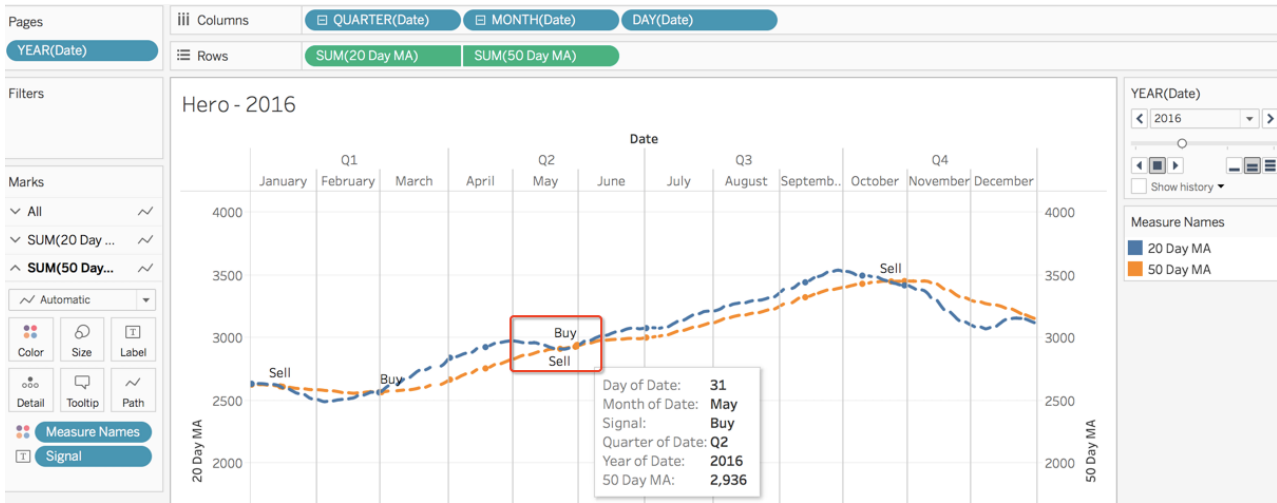 Pages
YEAR(Date)
Filters
Marks
All
SUM(20 Day ...
SUM(50 Day...
Automatic
Color Size Label
Detail Tooltip Path
Measure Names
Signal
Columns QUARTER(Date) MONTH(Date) DAY(Date)
Rows SUM(20 Day MA) SUM(50 Day MA)
Hero - 2016
Date
Q1 Q2 Q3 Q4
January February March April May June July August Septemb.. October November December
4000 4000
3500 3500
3000 3000
2500 2500
2000 2000
20 Day MA
50 Day MA
Sell
Buy
Buy
Sell
Sell
Day of Date: 31
Month of Date: May
Signal: Buy
Quarter of Date: Q2
Year of Date: 2016
50 Day MA: 2,936
YEAR(Date)
2016
Show history
Measure Names
20 Day MA
50 Day MA